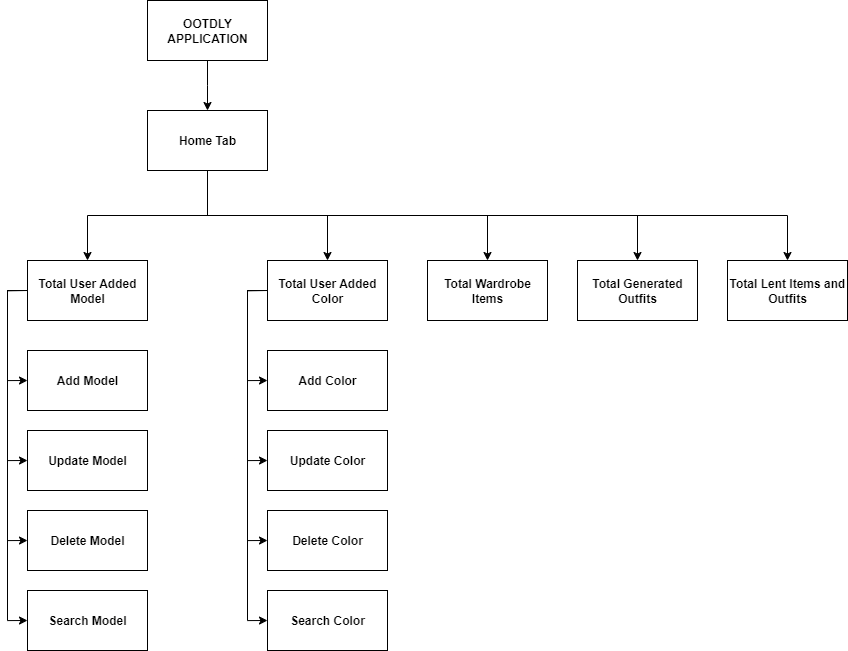 OOTDLY
APPLICATION
Home Tab
Total User Added
Model
Total User Added
Color
Total Wardrobe
Items
Total Generated
Outfits
Total Lent Items and
Outfits
Add Model
Add Color
Update Model
Update Color
Delete Model
Delete Color
Search Model
Search Color